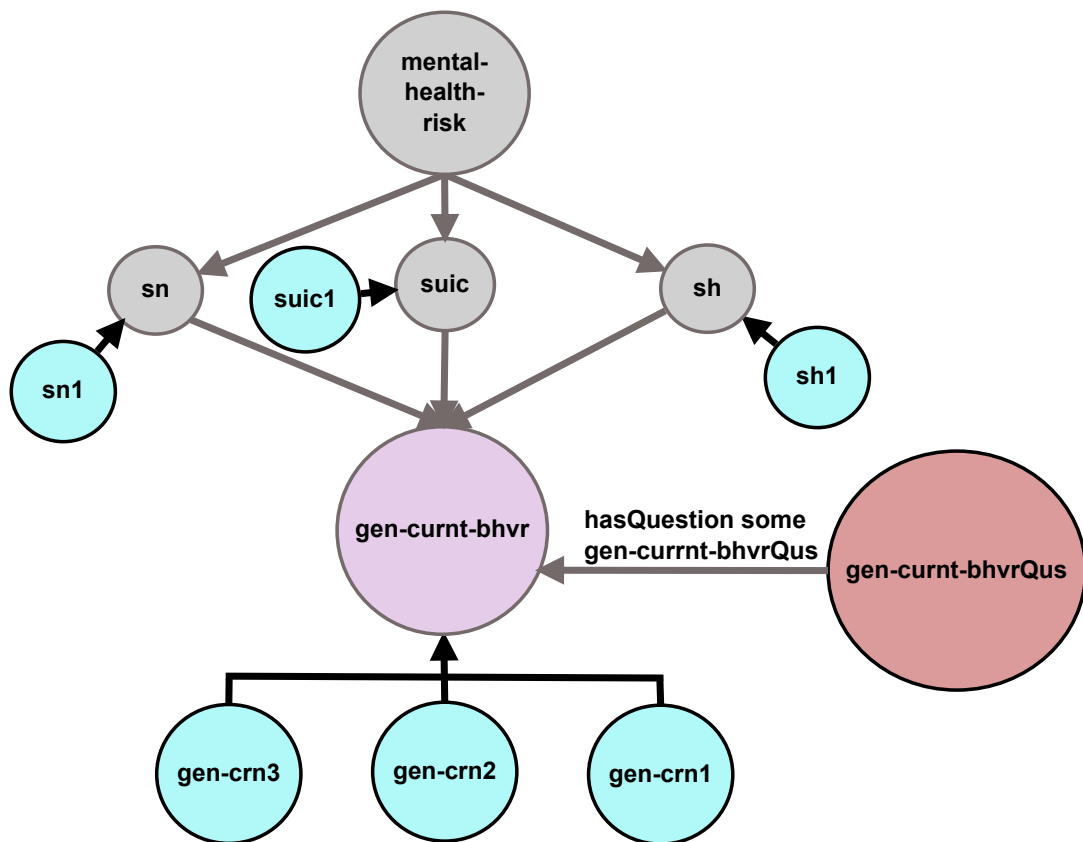 mental-
health-
risk
sn
suic1
suic
sh
sn1
sh1
gen-curnt-bhvr
hasQuestion some
gen-currnt-bhvrQus
gen-curnt-bhvrQus
gen-crn3
gen-crn2
gen-crn1